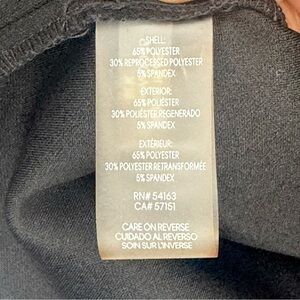 SHELL:
65% POLYESTER
30% REPROCESSED POLYESTER
5% SPANDEX
EXTERIOR:
65% POLIÉSTER
30% POLIÉSTER REGENERADO
5% SPANDEX
EXTÉRIEUR:
65% POLYESTER
30% POLYESTER RETRANSFORMÉE
5% SPANDEX
RN# 54163
CA# 57151
CARE ON REVERSE
CUIDADO AL REVERSO
SOIN SUR L'INVERSE